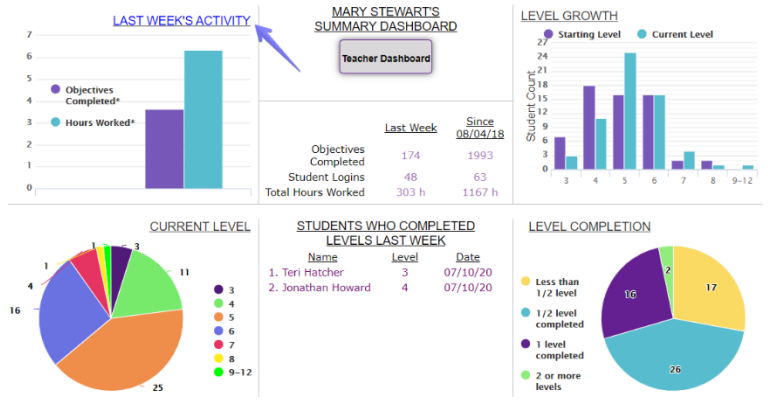 LAST WEEK'S ACTIVITY
7
6
5
4
3
2
1
0
Objectives
Completed*
Hours Worked*
MARY STEWART'S
SUMMARY DASHBOARD
Teacher Dashboard
Last Week
Since
08/04/18
Objectives
Completed
174
1993
Student Logins
48
63
Total Hours Worked
303 h
1167 h
LEVEL GROWTH
Starting Level
Current Level
Student Count
27
24
21
18
15
12
9
6
3
0
3
4
5
6
7
8
9-12
CURRENT LEVEL
1
1
3
4
11
16
25
3
4
5
6
7
8
9-12
STUDENTS WHO COMPLETED
LEVELS LAST WEEK
Name Level Date
1. Teri Hatcher 3 07/10/20
2. Jonathan Howard 4 07/10/20
LEVEL COMPLETION
Less than
1/2 level
1/2 level
completed
1 level
completed
2 or more
levels
2
16
17
26